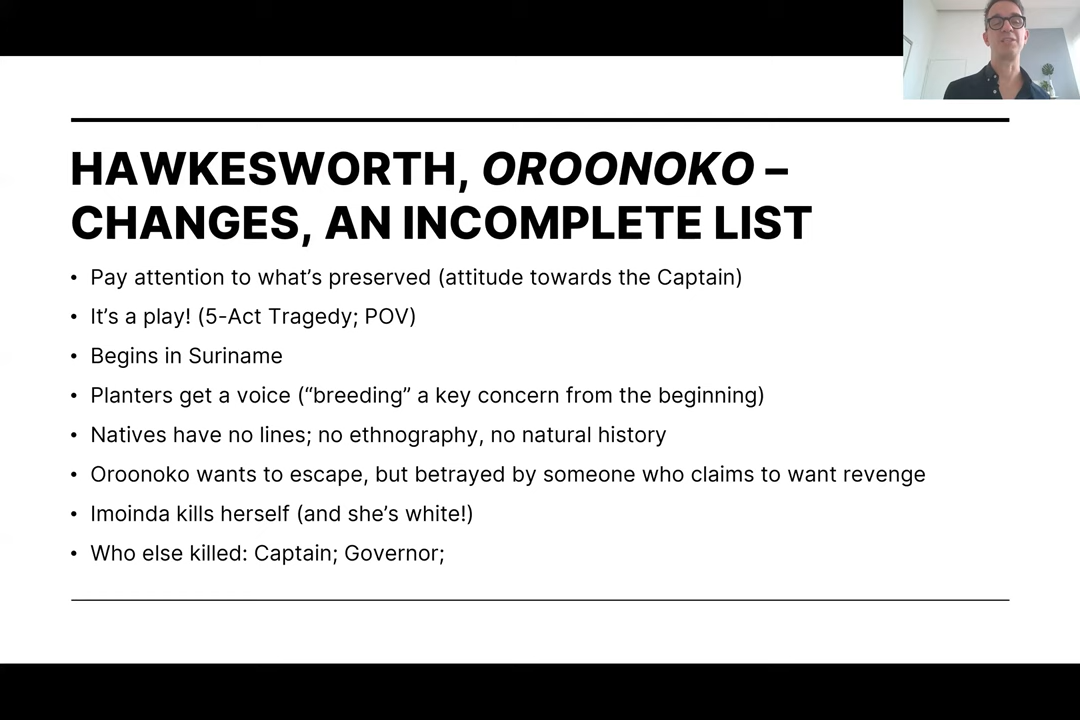 HAWKESWORTH, OROONOKO –
CHANGES, AN INCOMPLETE LIST
• Pay attention to what’s preserved (attitude towards the Captain)
• It’s a play! (5-Act Tragedy; POV)
• Begins in Suriname
• Planters get a voice (“breeding” a key concern from the beginning)
• Natives have no lines; no ethnography, no natural history
• Oroonoko wants to escape, but betrayed by someone who claims to want revenge
• Imoinda kills herself (and she’s white!)
• Who else killed: Captain; Governor;